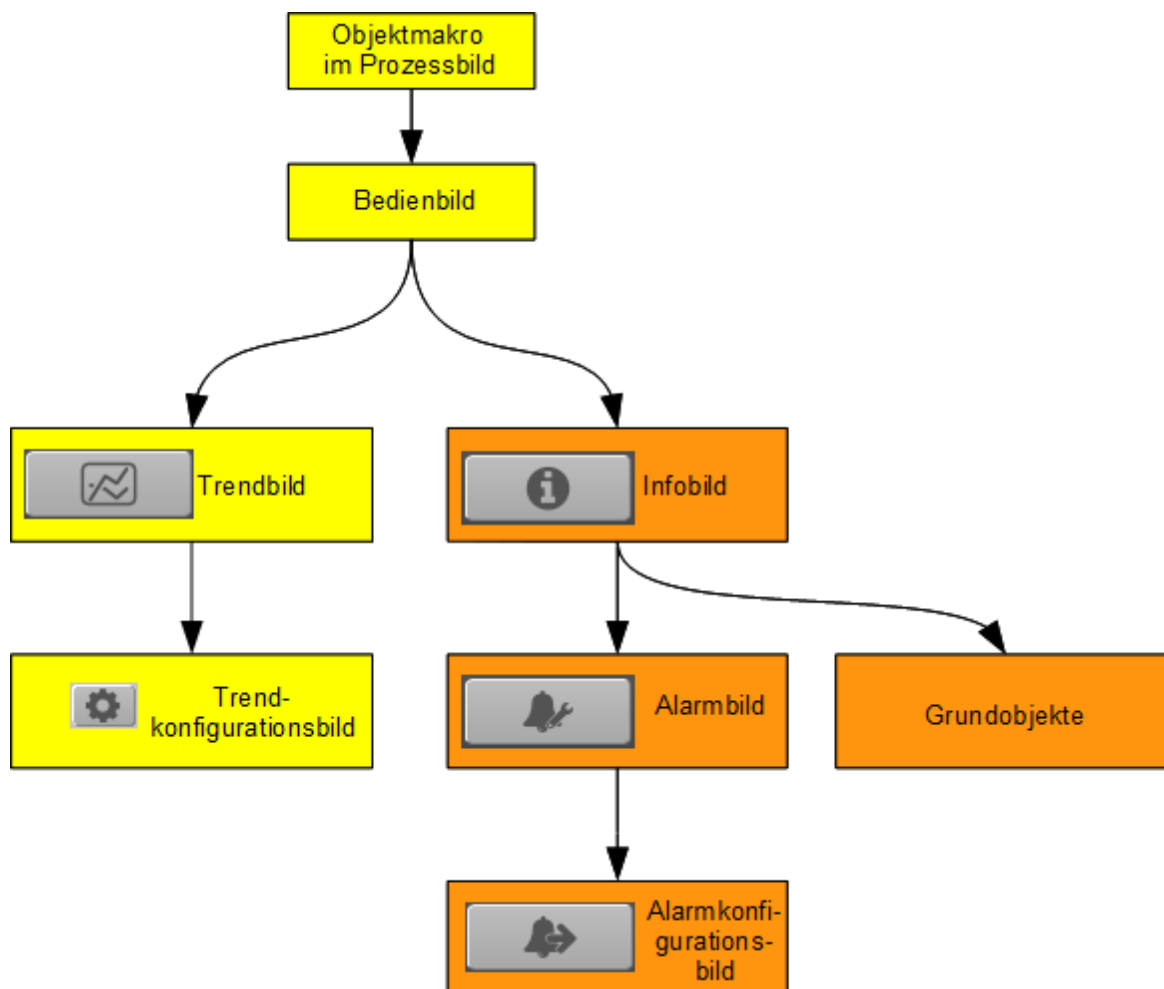 Objektmakro
im Prozessbild
Bedienbild
Trendbild
Infobild
Trend-
konfigurationsbild
Alarmbild
Grundobjekte
Alarmkonfi-
gurations-
bild